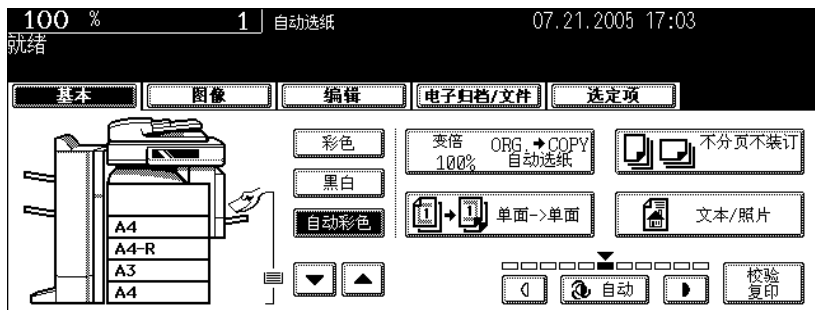 100 % 1 自动选纸 07.21.2005 17:03
就绪
基本 图像 编辑 电子归档/文件 选定项
彩色
黑白
自动彩色
变倍 ORG.→COPY
100% 自动选纸
不分页不装订
1→1 单面->单面
文本/照片
A4
A4-R
A3
A4
自动
校验
复印